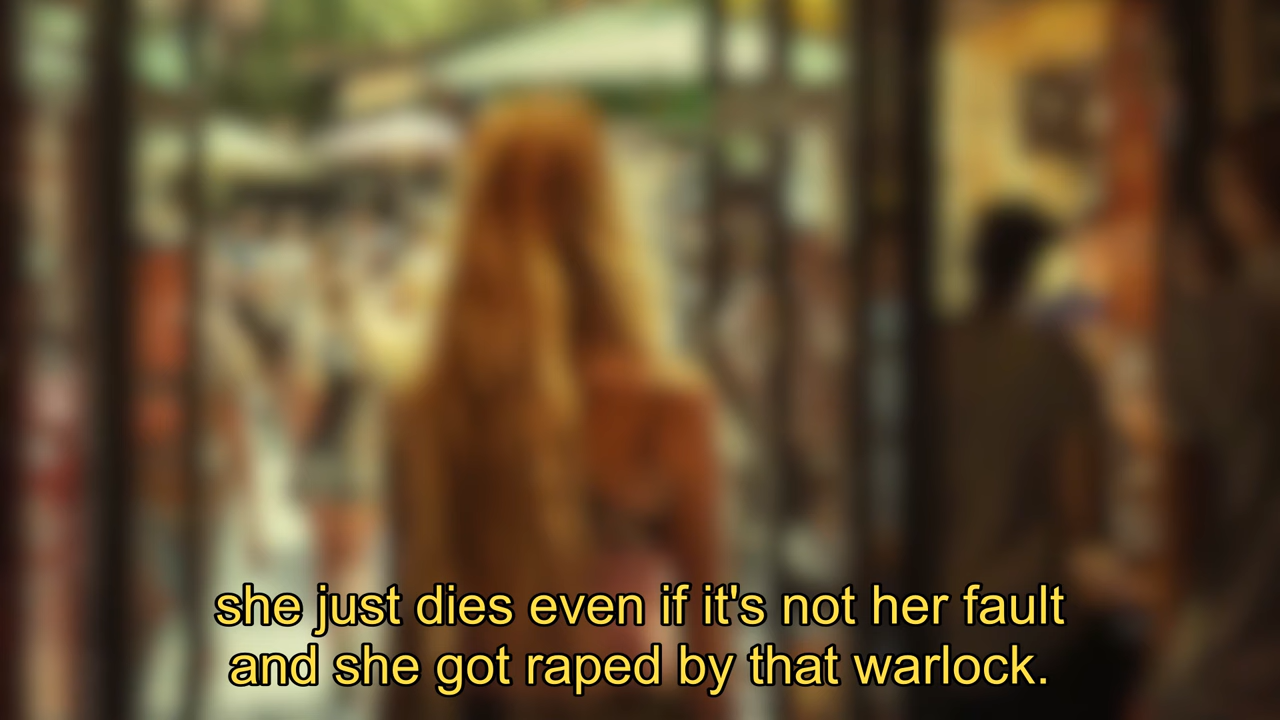 she just dies even if it's not her fault
and she got raped by that warlock.